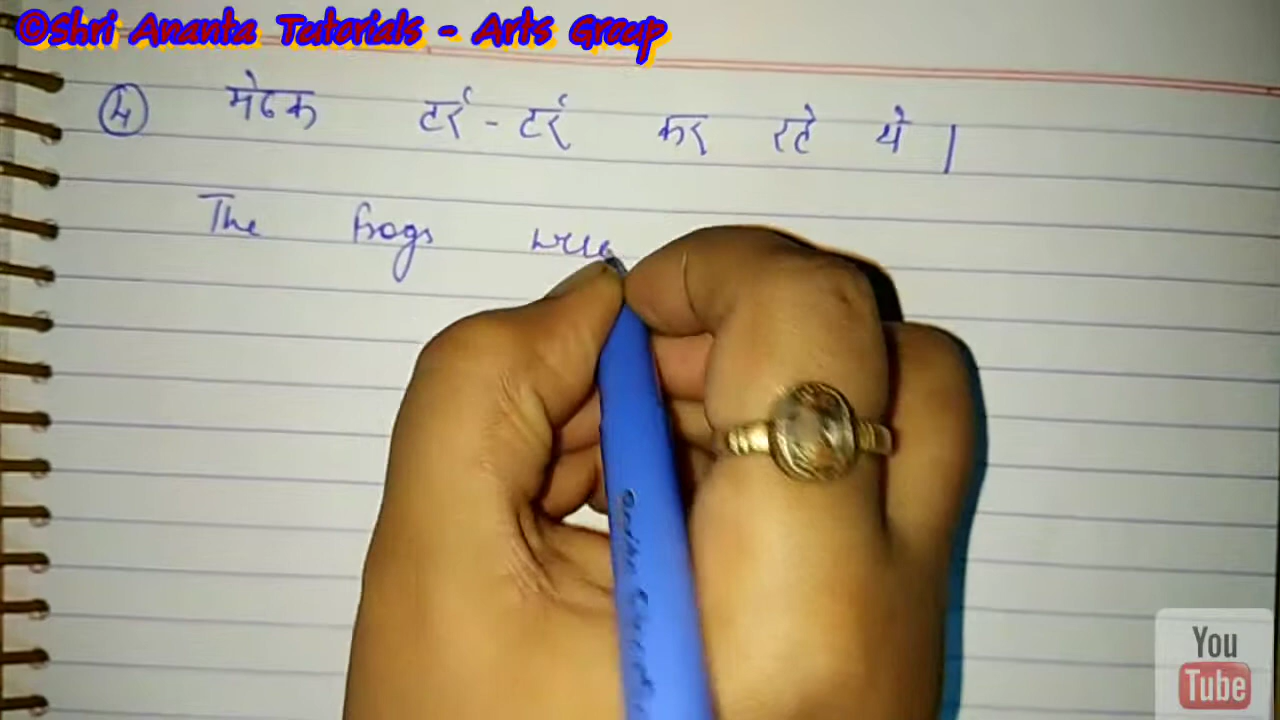 ©Shri Ananta Tutorials - Arts Group
④ मेढक टर्र - टर्र कर रहे थे |
The frogs were
You
Tube